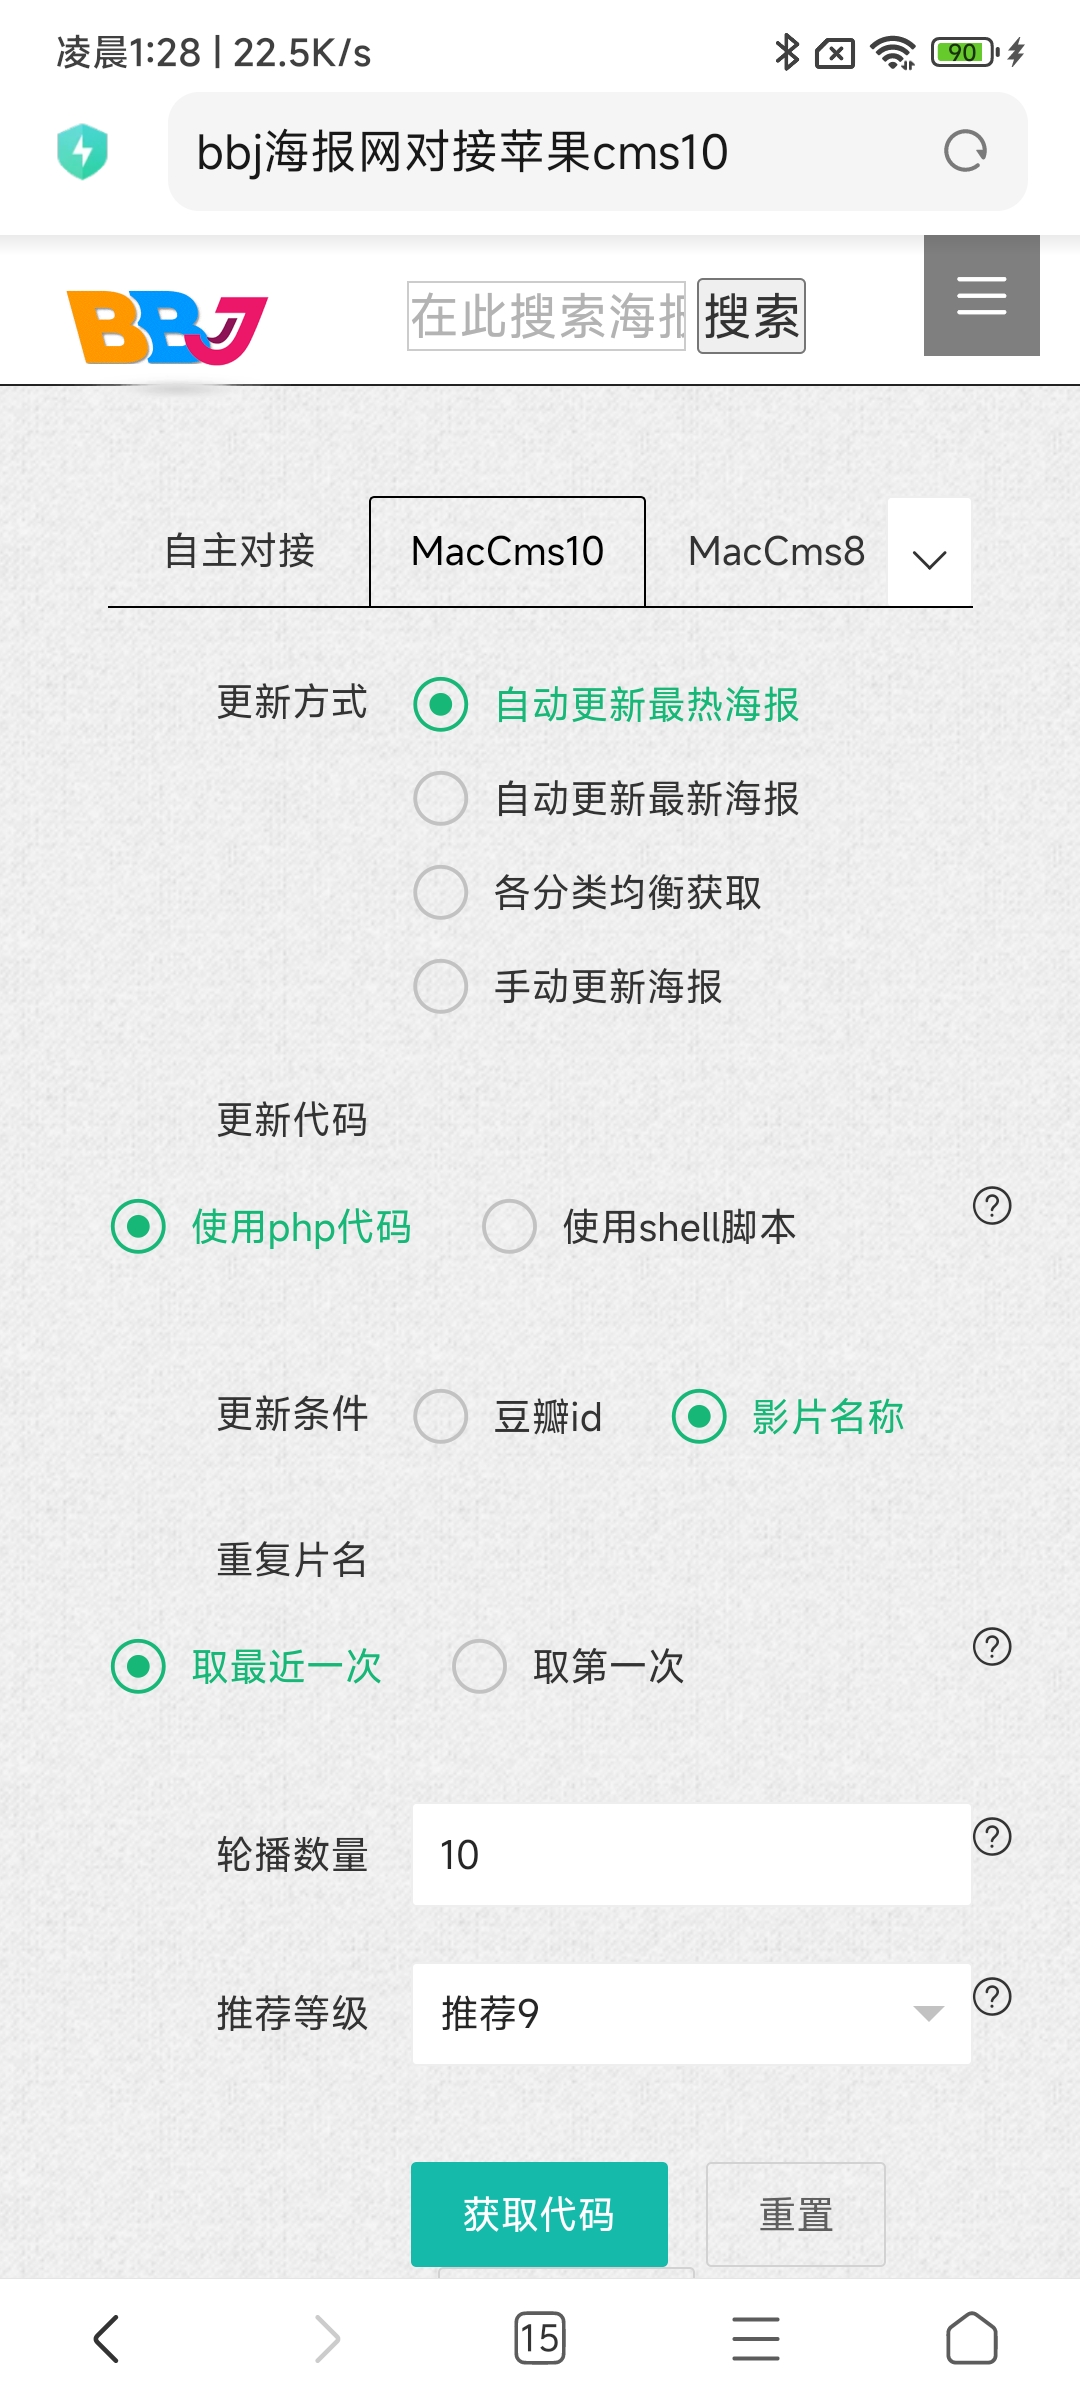 凌晨1:28 | 22.5K/s
90
bbj海报网对接苹果cms10
BBJ
在此搜索海报
搜索
自主对接
MacCms10
MacCms8
更新方式
自动更新最热海报
自动更新最新海报
各分类均衡获取
手动更新海报
更新代码
使用php代码
使用shell脚本
?
更新条件
豆瓣id
影片名称
重复片名
取最近一次
取第一次
?
轮播数量
10
?
推荐等级
推荐9
?
获取代码
重置
15